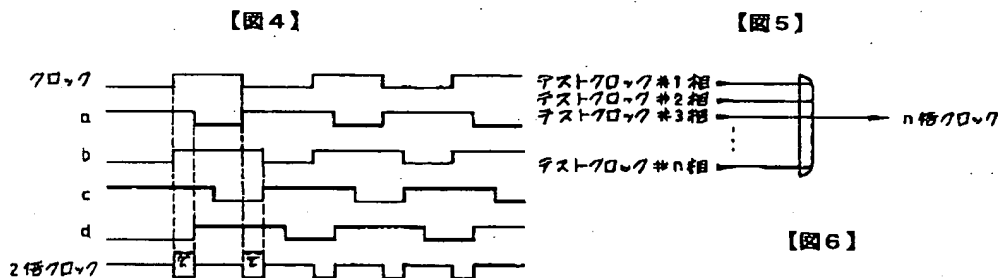 【図4】
クロック
a
b
c
d
2倍クロック
τ
τ
【図5】
テストクロック#1相
テストクロック#2相
テストクロック#3相
テストクロック#n相
n倍クロック
【図6】